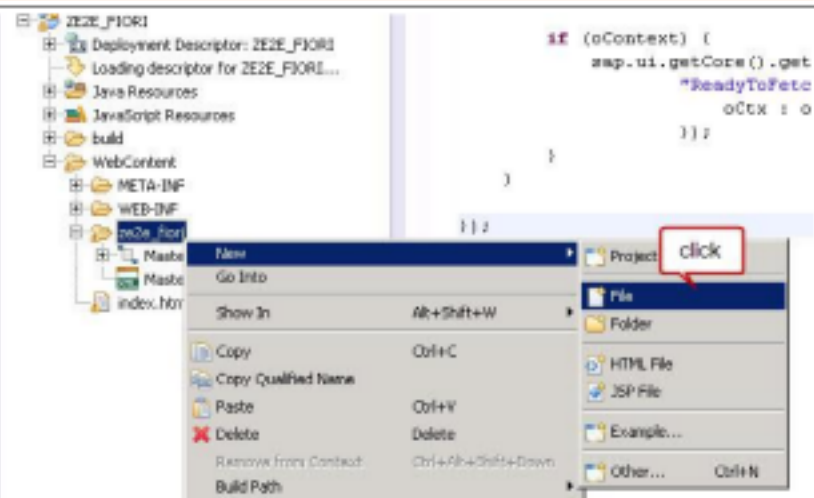 ZE2E_FIORI
Deployment Descriptor: ZE2E_FIORI
Loading descriptor for ZE2E_FIORI...
Java Resources
JavaScript Resources
build
WebContent
META-INF
WEB-INF
ze2e_fiori
Maste
Maste
index.htm
if (oContext) {
sap.ui.getCore().get
"ReadyToFetc
oCtx : o
});
}
}
});
New
Go Into
Show In Alt+Shift+W
Copy Ctrl+C
Copy Qualified Name
Paste Ctrl+V
Delete Delete
Remove from Context Ctrl+Alt+Shift+Down
Build Path
Project
click
File
Folder
HTML File
JSP File
Example...
Other... Ctrl+N